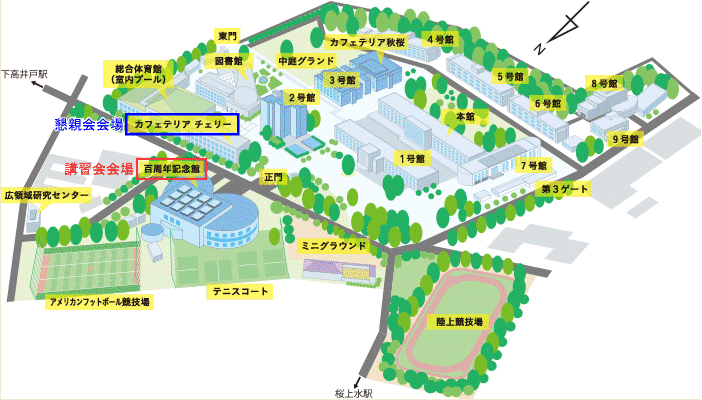 東門
カフェテリア秋桜
4号館
N
図書館
中庭グランド
下高井戸駅
総合体育館
(室内プール)
3号館
5号館
8号館
2号館
6号館
懇親会会場
カフェテリア チェリー
本館
9号館
講習会会場
百周年記念館
正門
1号館
7号館
広領域研究センター
第3ゲート
ミニグラウンド
アメリカンフットボール競技場
テニスコート
陸上競技場
桜上水駅